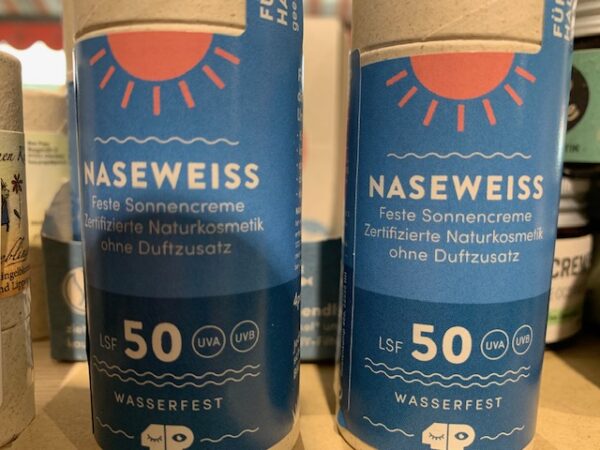 NASEWEISS
Feste Sonnencreme
Zertifizierte Naturkosmetik
ohne Duftzusatz
LSF 50 UVA UVB
WASSERFEST
NASEWEISS
Feste Sonnencreme
Zertifizierte Naturkosmetik
ohne Duftzusatz
LSF 50 UVA UVB
WASSERFEST